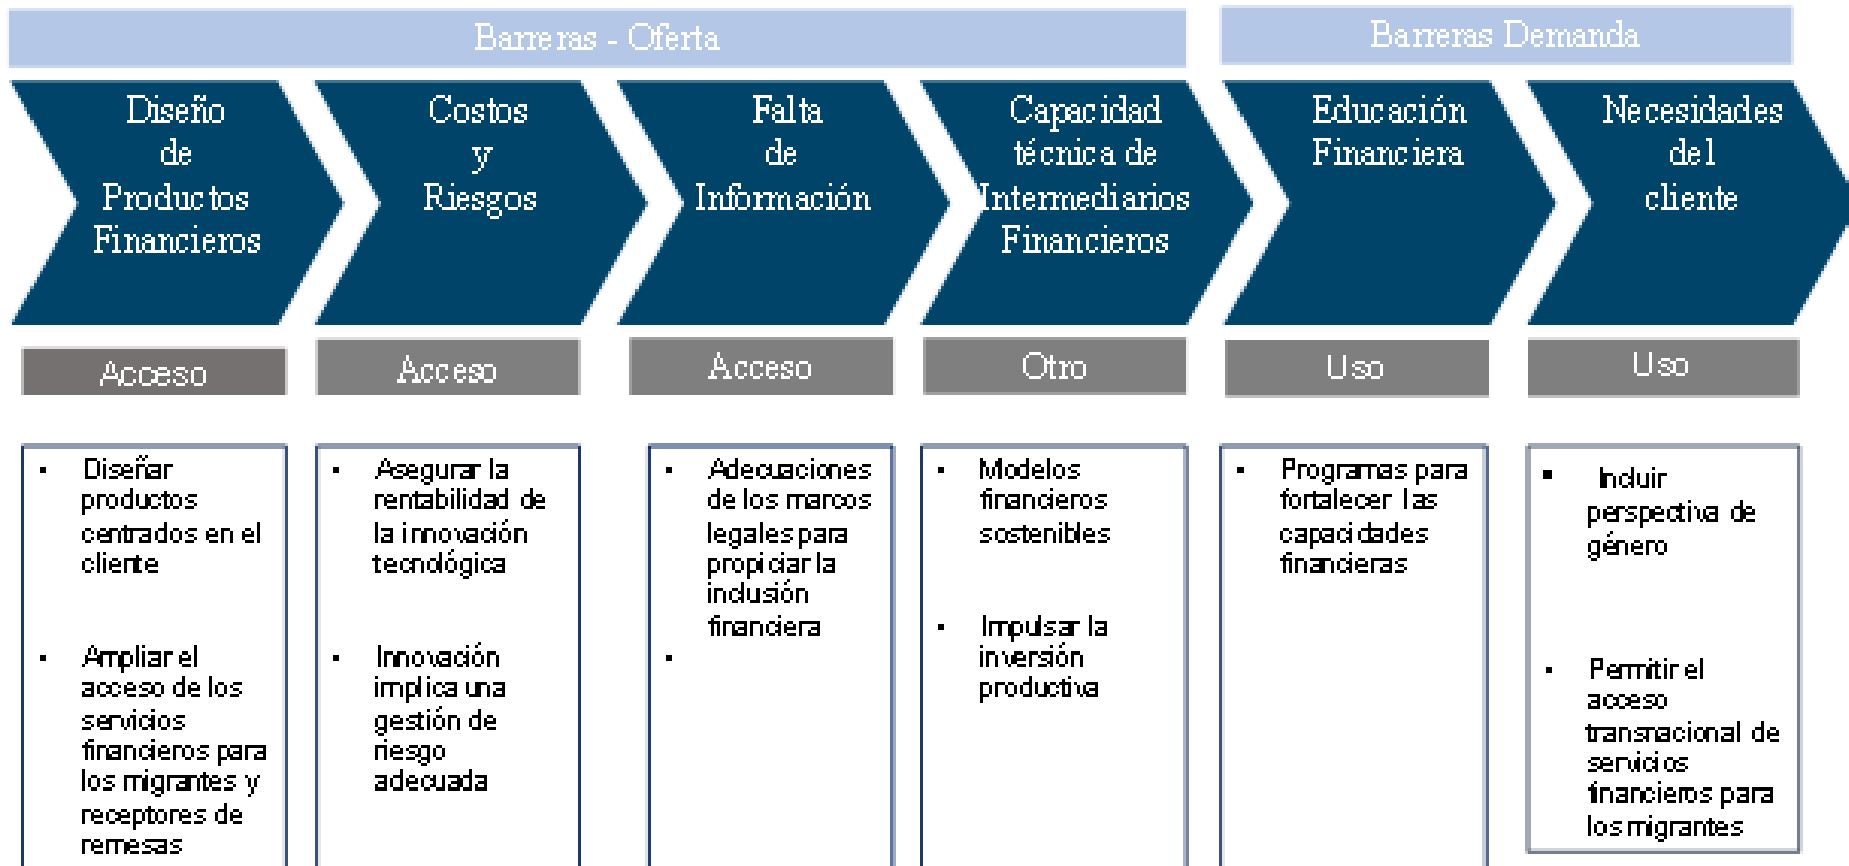 Barreras - Oferta
Barreras Demanda
Diseño
de
Productos
Financieros
Costos
y
Riesgos
Falta
de
Información
Capacidad
técnica de
Intermediarios
Financieros
Educación
Financiera
Necesidades
del
cliente
Acceso
Acceso
Acceso
Otro
Uso
Uso
▪ Diseñar
productos
centrados en el
cliente
▪ Ampliar el
acceso de los
servicios
financieros para
los migrantes y
receptores de
remesas
▪ Asegurar la
rentabilidad de
la innovación
tecnológica
▪ Innovación
implica una
gestión de
riesgo
adecuada
▪ Adecuaciones
de los marcos
legales para
propiciar la
inclusión
financiera
▪
▪ Modelos
financieros
sostenibles
▪ Impulsar la
inversión
productiva
▪ Programas para
fortalecer las
capacidades
financieras
▪ Incluir
perspectiva de
género
▪ Permitir el
acceso
transnacional de
servicios
financieros para
los migrantes